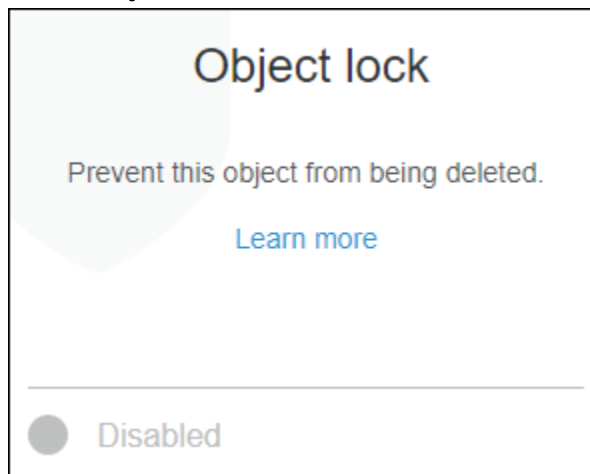 Object lock
Prevent this object from being deleted.
Learn more
Disabled